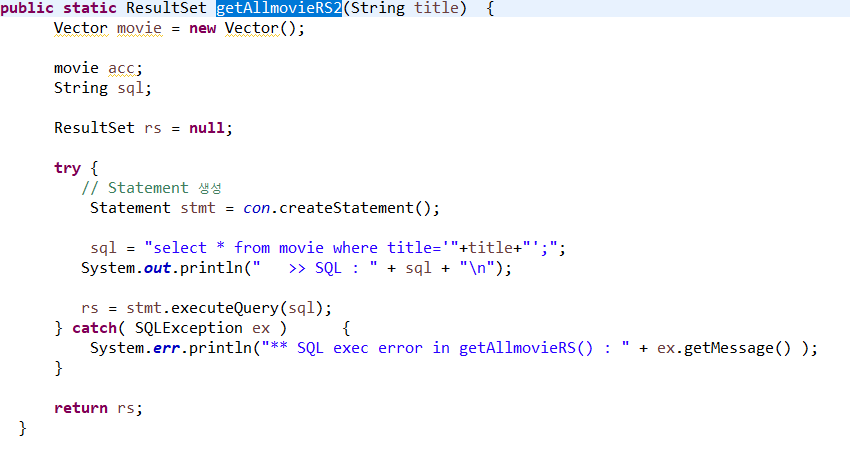 public static ResultSet getAllmovieRS2(String title)  {
Vector movie = new Vector();
movie acc;
String sql;
ResultSet rs = null;
try {
// Statement 생성
Statement stmt = con.createStatement();
sql = "select * from movie where title='"+title+"';";
System.out.println("   >> SQL : " + sql + "\n");
rs = stmt.executeQuery(sql);
} catch( SQLException ex )      {
System.err.println("** SQL exec error in getAllmovieRS() : " + ex.getMessage() );
}
return rs;
}